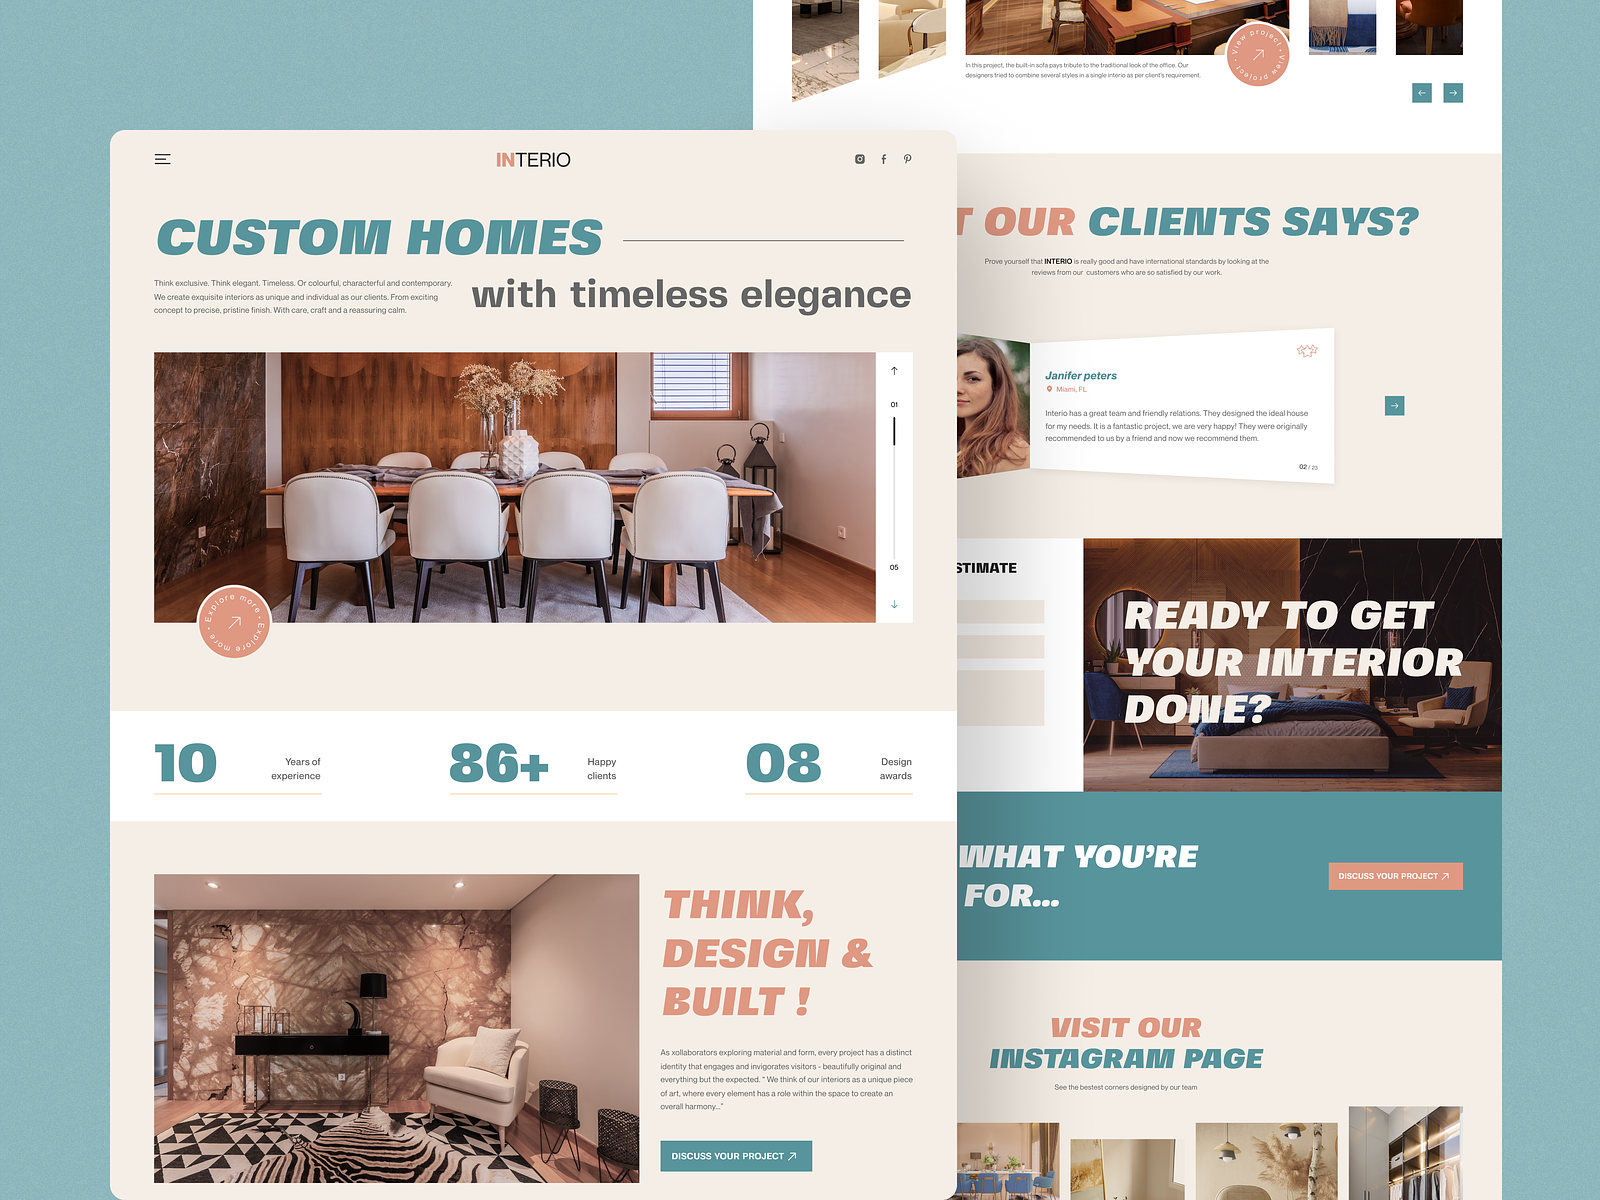 INTERIO
CUSTOM HOMES
Think exclusive. Think elegant. Timeless. Or colourful, characterful and contemporary.
We create exquisite interiors as unique and individual as our clients. From exciting
concept to precise, pristine finish. With care, craft and a reassuring calm.
with timeless elegance
01
05
Explore more • Explore more •
10
Years of
experience
86+
Happy
clients
08
Design
awards
THINK,
DESIGN &
BUILT !
As xollaborators exploring material and form, every project has a distinct
identity that engages and invigorates visitors - beautifully original and
everything but the expected. " We think of our interiors as a unique piece
of art, where every element has a role within the space to create an
overall harmony..."
DISCUSS YOUR PROJECT
In this project, the built-in sofa pays tribute to the traditional look of the office. Our
designers tried to combine several styles in a single interio as per client's requirement.
View project • View project •
T OUR CLIENTS SAYS?
Prove yourself that INTERIO is really good and have international standards by looking at the
reviews from our customers who are so satisfied by our work.
Janifer peters
Miami, FL
Interio has a great team and friendly relations. They designed the ideal house
for my needs. It is a fantastic project, we are very happy! They were originally
recommended to us by a friend and now we recommend them.
02 / 23
STIMATE
READY TO GET
YOUR INTERIOR
DONE?
WHAT YOU'RE
FOR...
DISCUSS YOUR PROJECT
VISIT OUR
INSTAGRAM PAGE
See the bestest corners designed by our team